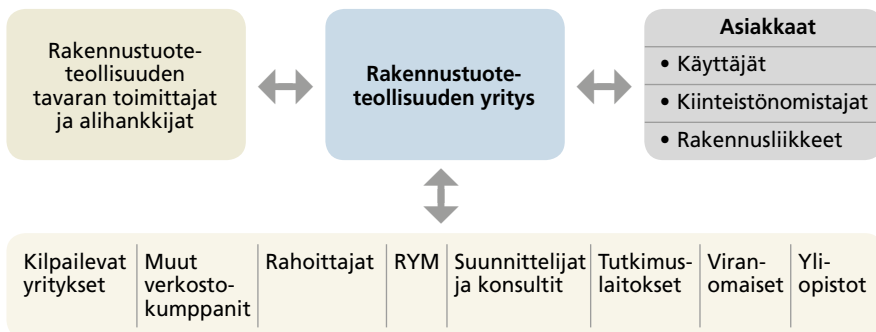 Rakennustuote-
teollisuuden
tavaran toimittajat
ja alihankkijat
Rakennustuote-
teollisuuden yritys
Asiakkaat
• Käyttäjät
• Kiinteistönomistajat
• Rakennusliikkeet
Kilpailevat
yritykset
Muut
verkosto-
kumppanit
Rahoittajat
RYM
Suunnittelijat
ja konsultit
Tutkimus-
laitokset
Viran-
omaiset
Yli-
opistot